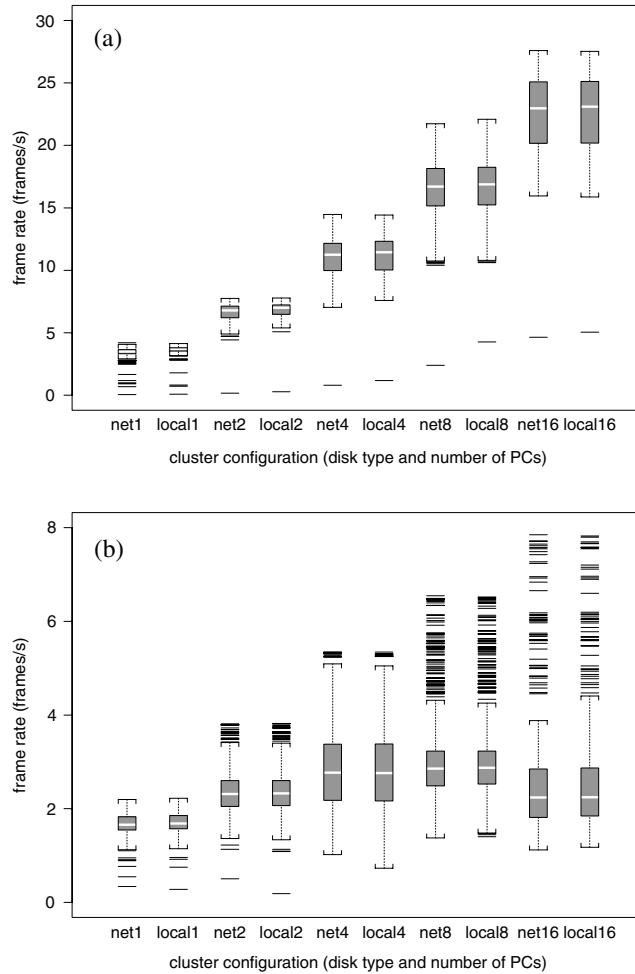 (a)
30
25
20
15
10
5
0
frame rate (frames/s)
net1 local1 net2 local2 net4 local4 net8 local8 net16 local16
cluster configuration (disk type and number of PCs)
(b)
8
6
4
2
0
frame rate (frames/s)
net1 local1 net2 local2 net4 local4 net8 local8 net16 local16
cluster configuration (disk type and number of PCs)